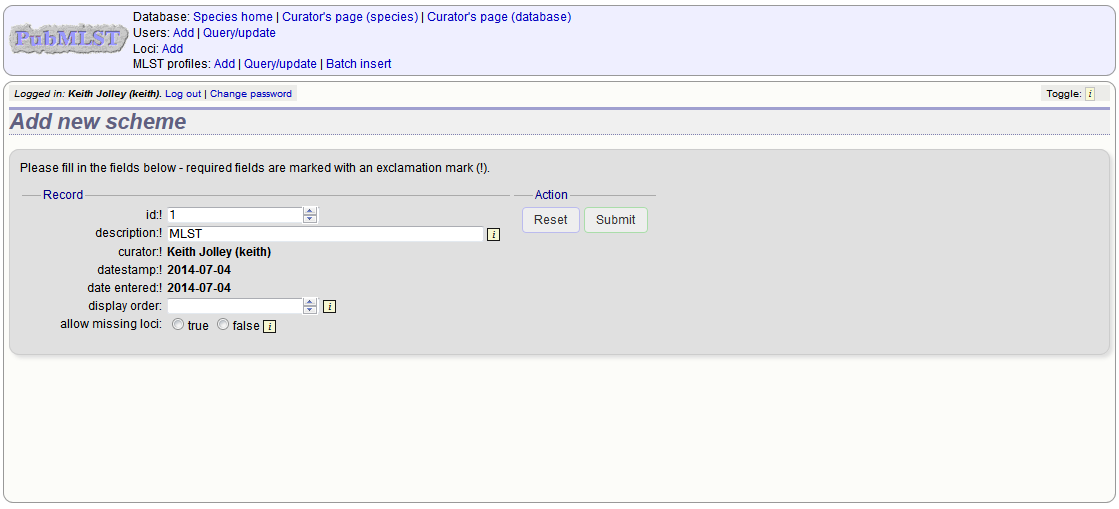 PubMLST
Database: Species home | Curator's page (species) | Curator's page (database)
Users: Add | Query/update
Loci: Add
MLST profiles: Add | Query/update | Batch insert
Logged in: Keith Jolley (keith). Log out | Change password
Toggle: i
Add new scheme
Please fill in the fields below - required fields are marked with an exclamation mark (!).
Record
id:! 1
description:! MLST i
curator:! Keith Jolley (keith)
datestamp:! 2014-07-04
date entered:! 2014-07-04
display order: i
allow missing loci: true false i
Action
Reset Submit